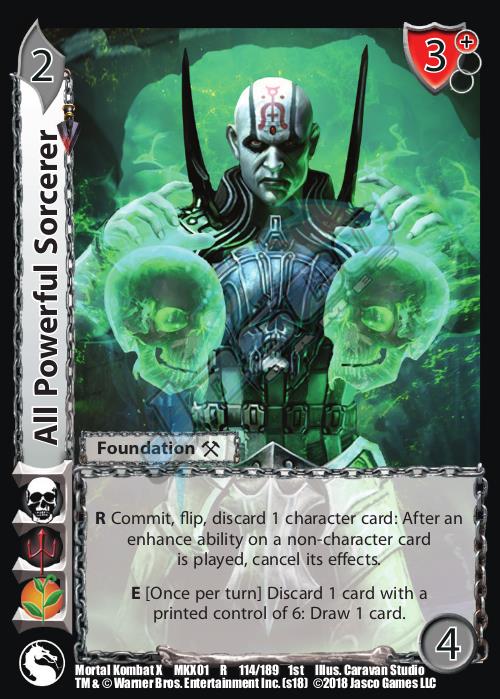 2
3
+
All Powerful Sorcerer
Foundation
R Commit, flip, discard 1 character card: After an
enhance ability on a non-character card
is played, cancel its effects.
E [Once per turn] Discard 1 card with a
printed control of 6: Draw 1 card.
4
Mortal Kombat X MKX01 R 114/189 1st Illus. Caravan Studio
TM & © Warner Bros. Entertainment Inc. (s18) ©2018 Jasco Games LLC